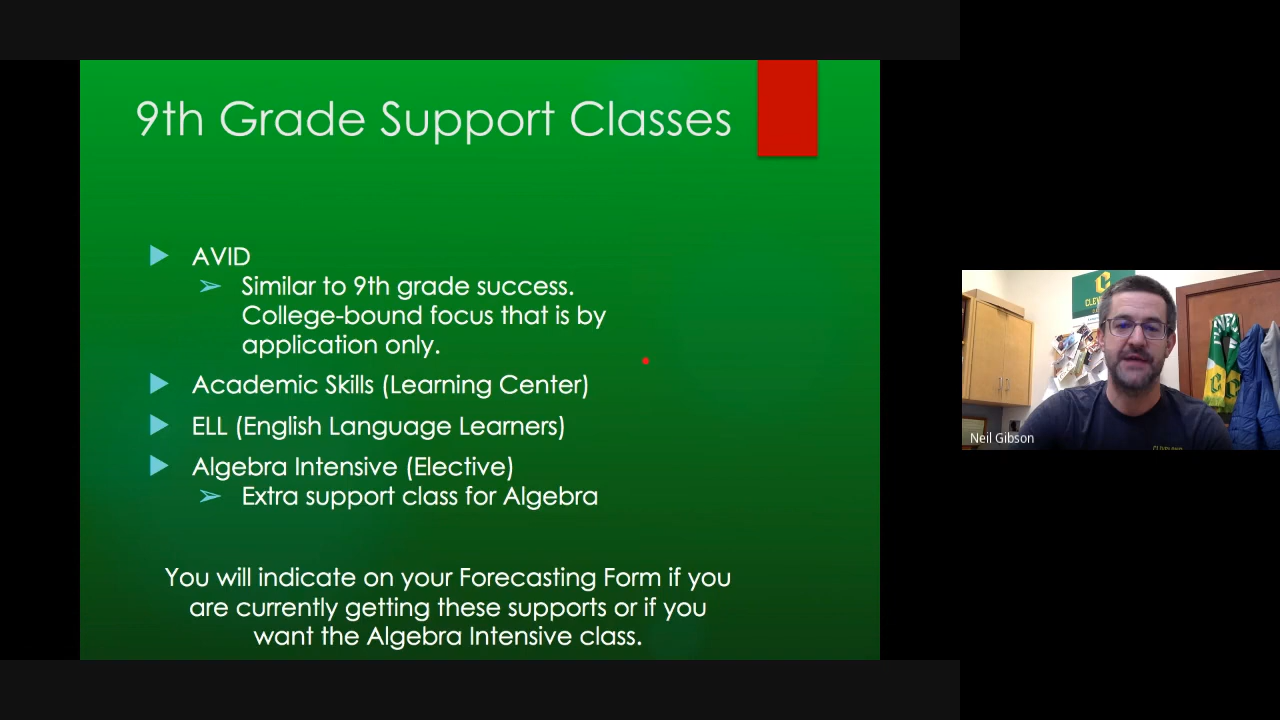 9th Grade Support Classes
AVID
Similar to 9th grade success.
College-bound focus that is by
application only.
Academic Skills (Learning Center)
ELL (English Language Learners)
Algebra Intensive (Elective)
Extra support class for Algebra
You will indicate on your Forecasting Form if you
are currently getting these supports or if you
want the Algebra Intensive class.
Neil Gibson